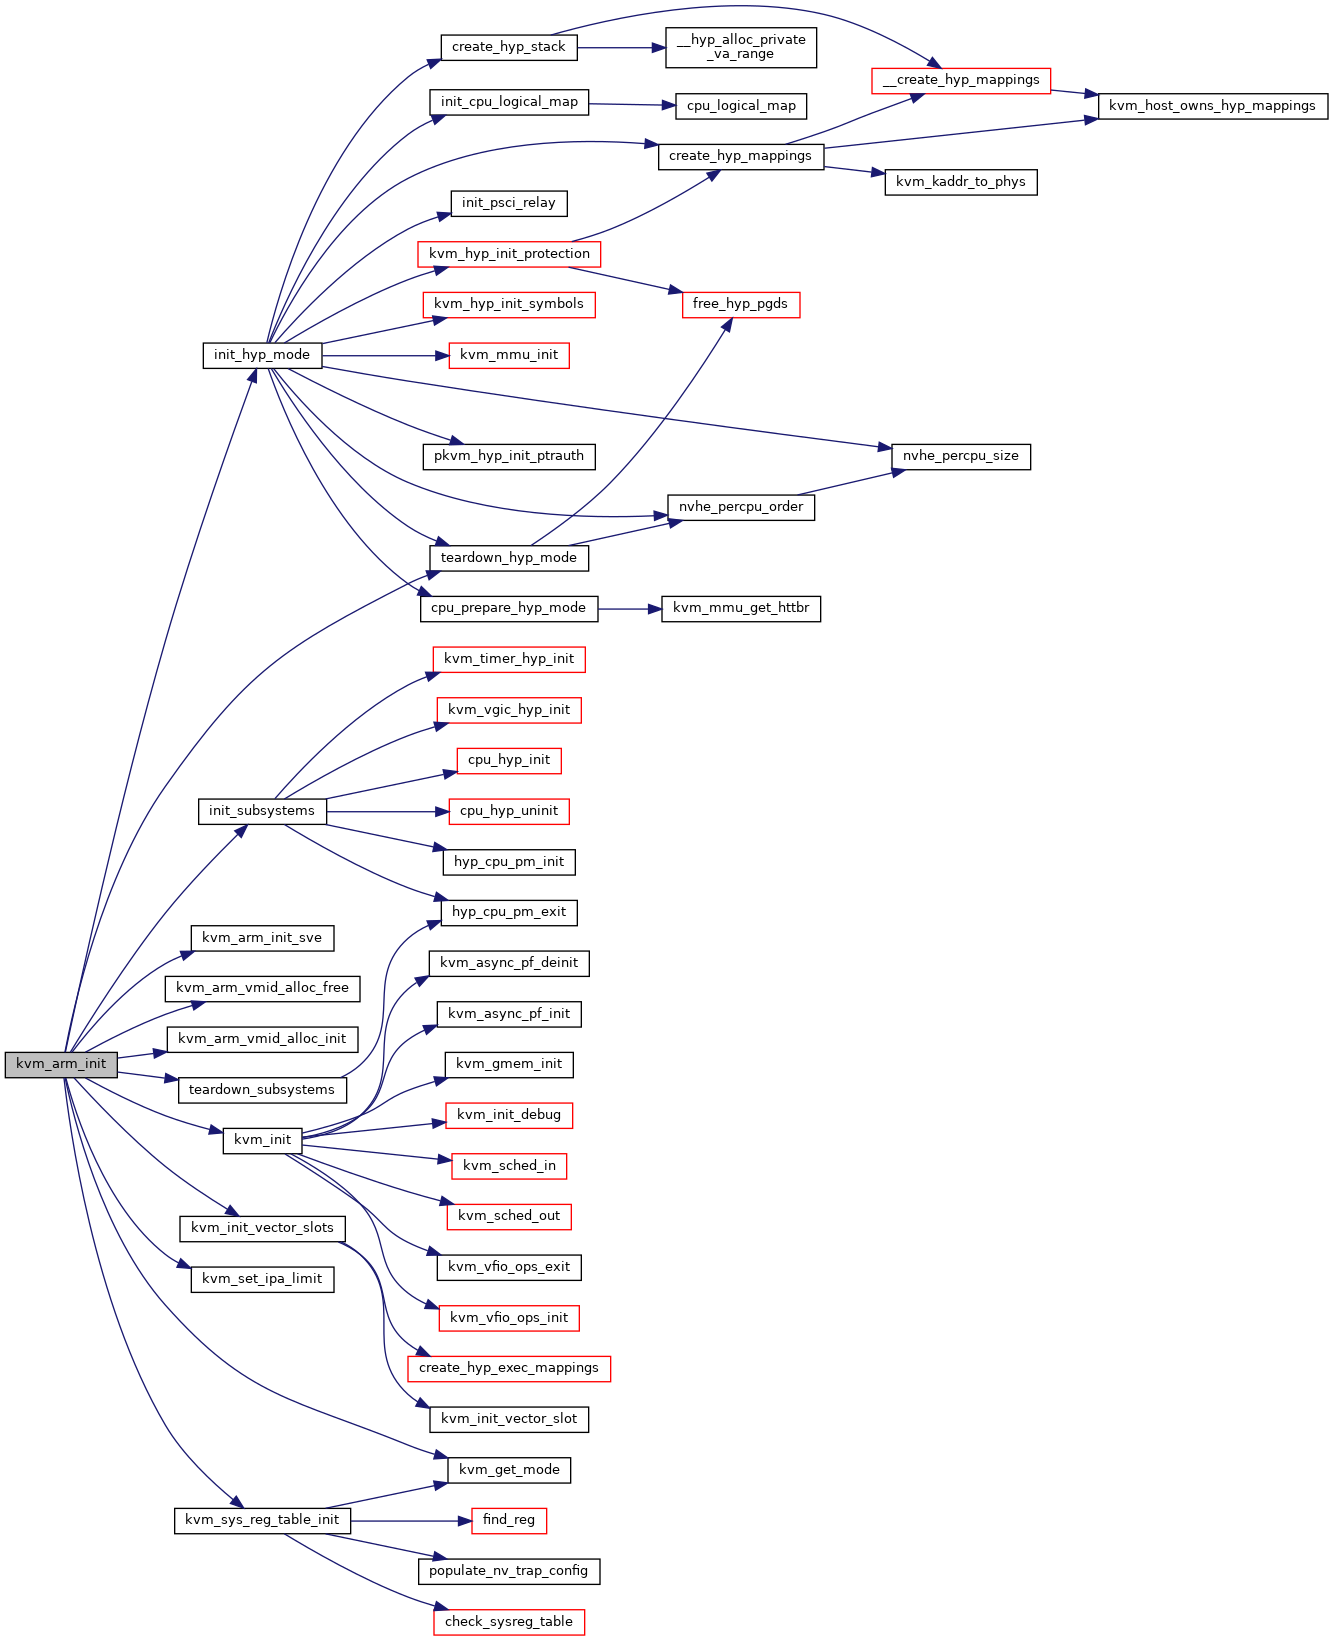 create_hyp_stack
__hyp_alloc_private
_va_range
__create_hyp_mappings
init_cpu_logical_map
cpu_logical_map
kvm_host_owns_hyp_mappings
create_hyp_mappings
kvm_kaddr_to_phys
init_psci_relay
kvm_hyp_init_protection
kvm_hyp_init_symbols
free_hyp_pgds
init_hyp_mode
kvm_mmu_init
pkvm_hyp_init_ptrauth
nvhe_percpu_size
nvhe_percpu_order
teardown_hyp_mode
cpu_prepare_hyp_mode
kvm_mmu_get_httbr
kvm_timer_hyp_init
kvm_vgic_hyp_init
cpu_hyp_init
init_subsystems
cpu_hyp_uninit
hyp_cpu_pm_init
hyp_cpu_pm_exit
kvm_arm_init_sve
kvm_async_pf_deinit
kvm_arm_vmid_alloc_free
kvm_async_pf_init
kvm_arm_vmid_alloc_init
kvm_arm_init
kvm_gmem_init
teardown_subsystems
kvm_init_debug
kvm_init
kvm_sched_in
kvm_sched_out
kvm_init_vector_slots
kvm_vfio_ops_exit
kvm_set_ipa_limit
kvm_vfio_ops_init
create_hyp_exec_mappings
kvm_init_vector_slot
kvm_get_mode
kvm_sys_reg_table_init
find_reg
populate_nv_trap_config
check_sysreg_table